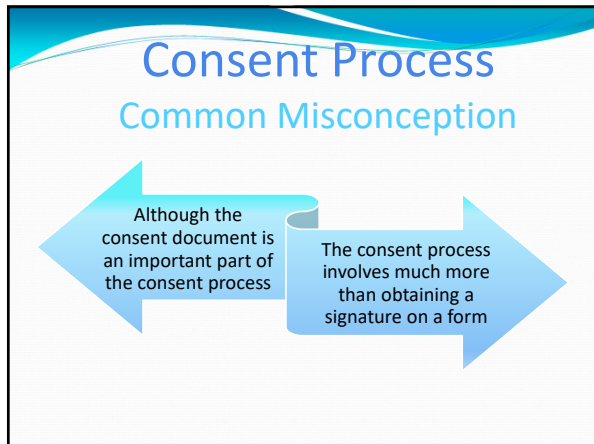 Consent Process
Common Misconception
Although the
consent document is
an important part of
the consent process
The consent process
involves much more
than obtaining a
signature on a form